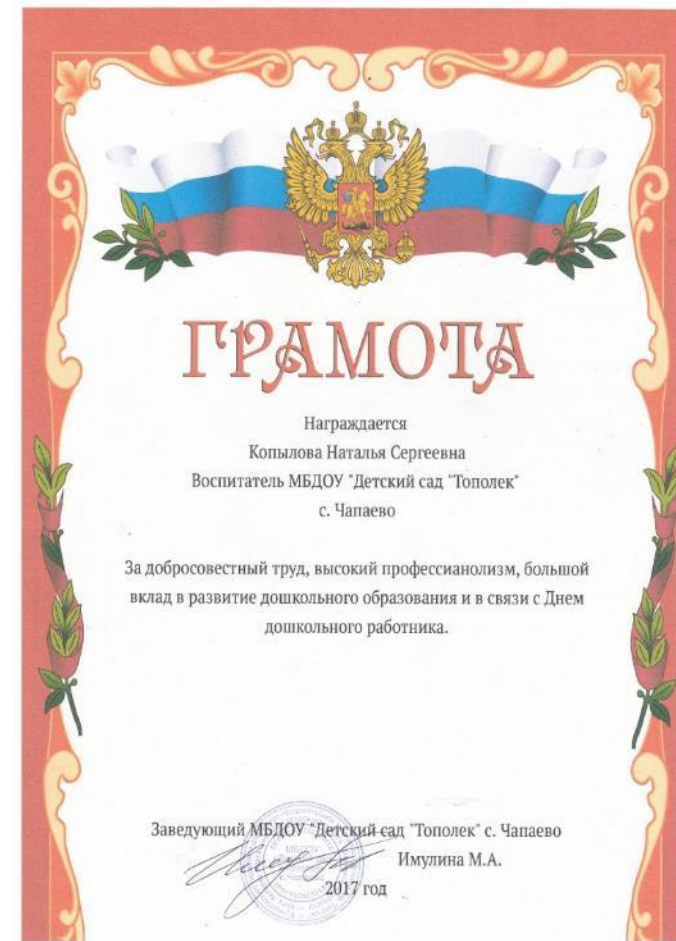 ГРАМОТА
Награждается
Копылова Наталья Сергеевна
Воспитатель МБДОУ "Детский сад "Тополек"
с. Чапаево
За добросовестный труд, высокий профессианолизм, большой
вклад в развитие дошкольного образования и в связи с Днем
дошкольного работника.
Заведующий МБДОУ "Детский сад "Тополек" с. Чапаево
Имулина М.А.
2017 год